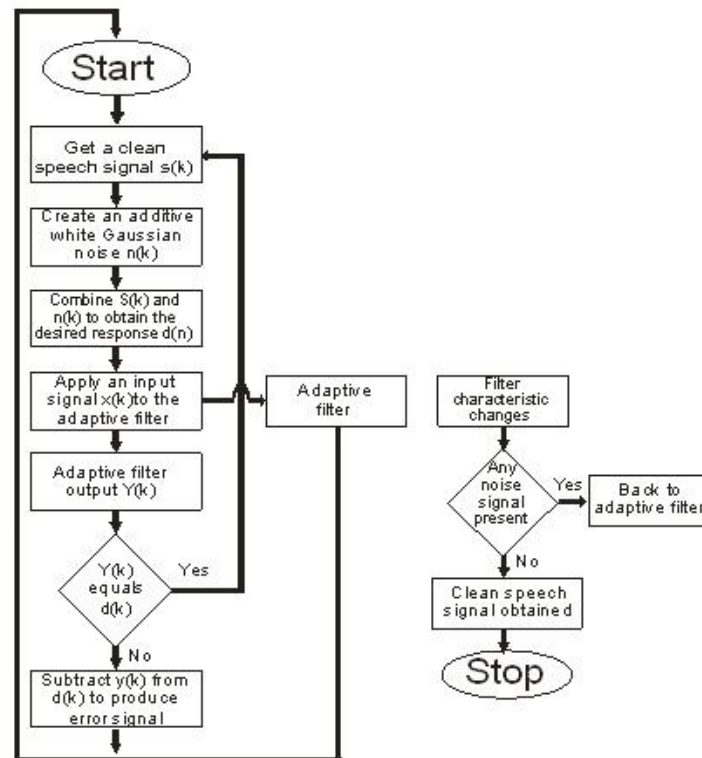 Start
Get a clean
speech signal s(k)
Create an additive
white Gaussian
noise n(k)
Combine S(k) and
n(k) to obtain the
desired response d(n)
Apply an input
signal x(k)to the
adaptive filter
Adaptive
filter
Adaptive filter
output Y(k)
Y(k)
equals
d(k)
Yes
No
Subtract y(k) from
d(k) to produce
error signal
Filter
characteristic
changes
Any
noise
signal
present
Yes
Back to
adaptive filter
No
Clean speech
signal obtained
Stop